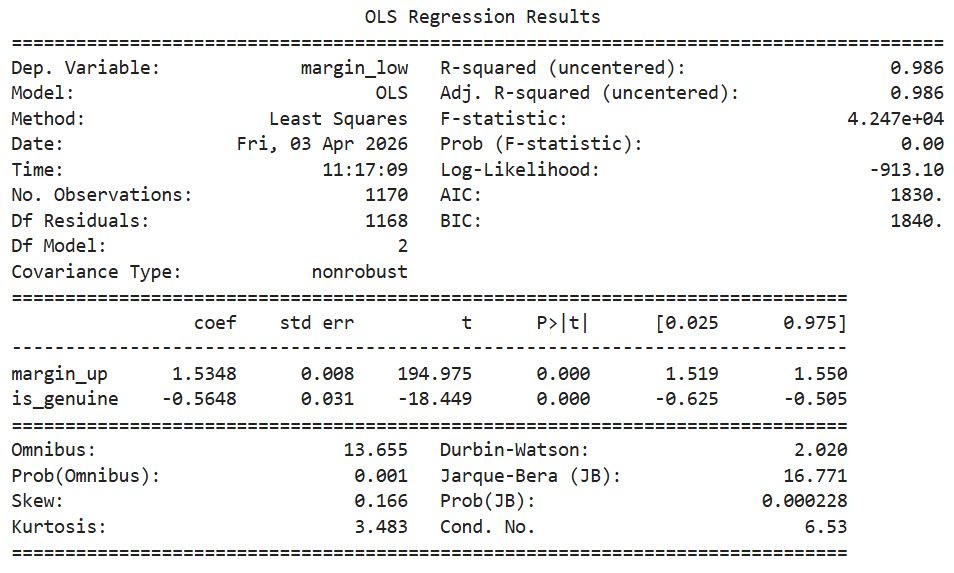 OLS Regression Results
=======================================================================================
Dep. Variable:             margin_low   R-squared (uncentered):                   0.986
Model:                            OLS   Adj. R-squared (uncentered):              0.986
Method:                 Least Squares   F-statistic:                          4.247e+04
Date:                Fri, 03 Apr 2026   Prob (F-statistic):                        0.00
Time:                        11:17:09   Log-Likelihood:                         -913.10
No. Observations:                1170   AIC:                                      1830.
Df Residuals:                    1168   BIC:                                      1840.
Df Model:                           2
Covariance Type:            nonrobust
==============================================================================
                 coef    std err          t      P>|t|      [0.025      0.975]
------------------------------------------------------------------------------
margin_up      1.5348      0.008    194.975      0.000       1.519       1.550
is_genuine    -0.5648      0.031    -18.449      0.000      -0.625      -0.505
==============================================================================
Omnibus:                       13.655   Durbin-Watson:                   2.020
Prob(Omnibus):                  0.001   Jarque-Bera (JB):               16.771
Skew:                           0.166   Prob(JB):                     0.000228
Kurtosis:                       3.483   Cond. No.                         6.53
==============================================================================